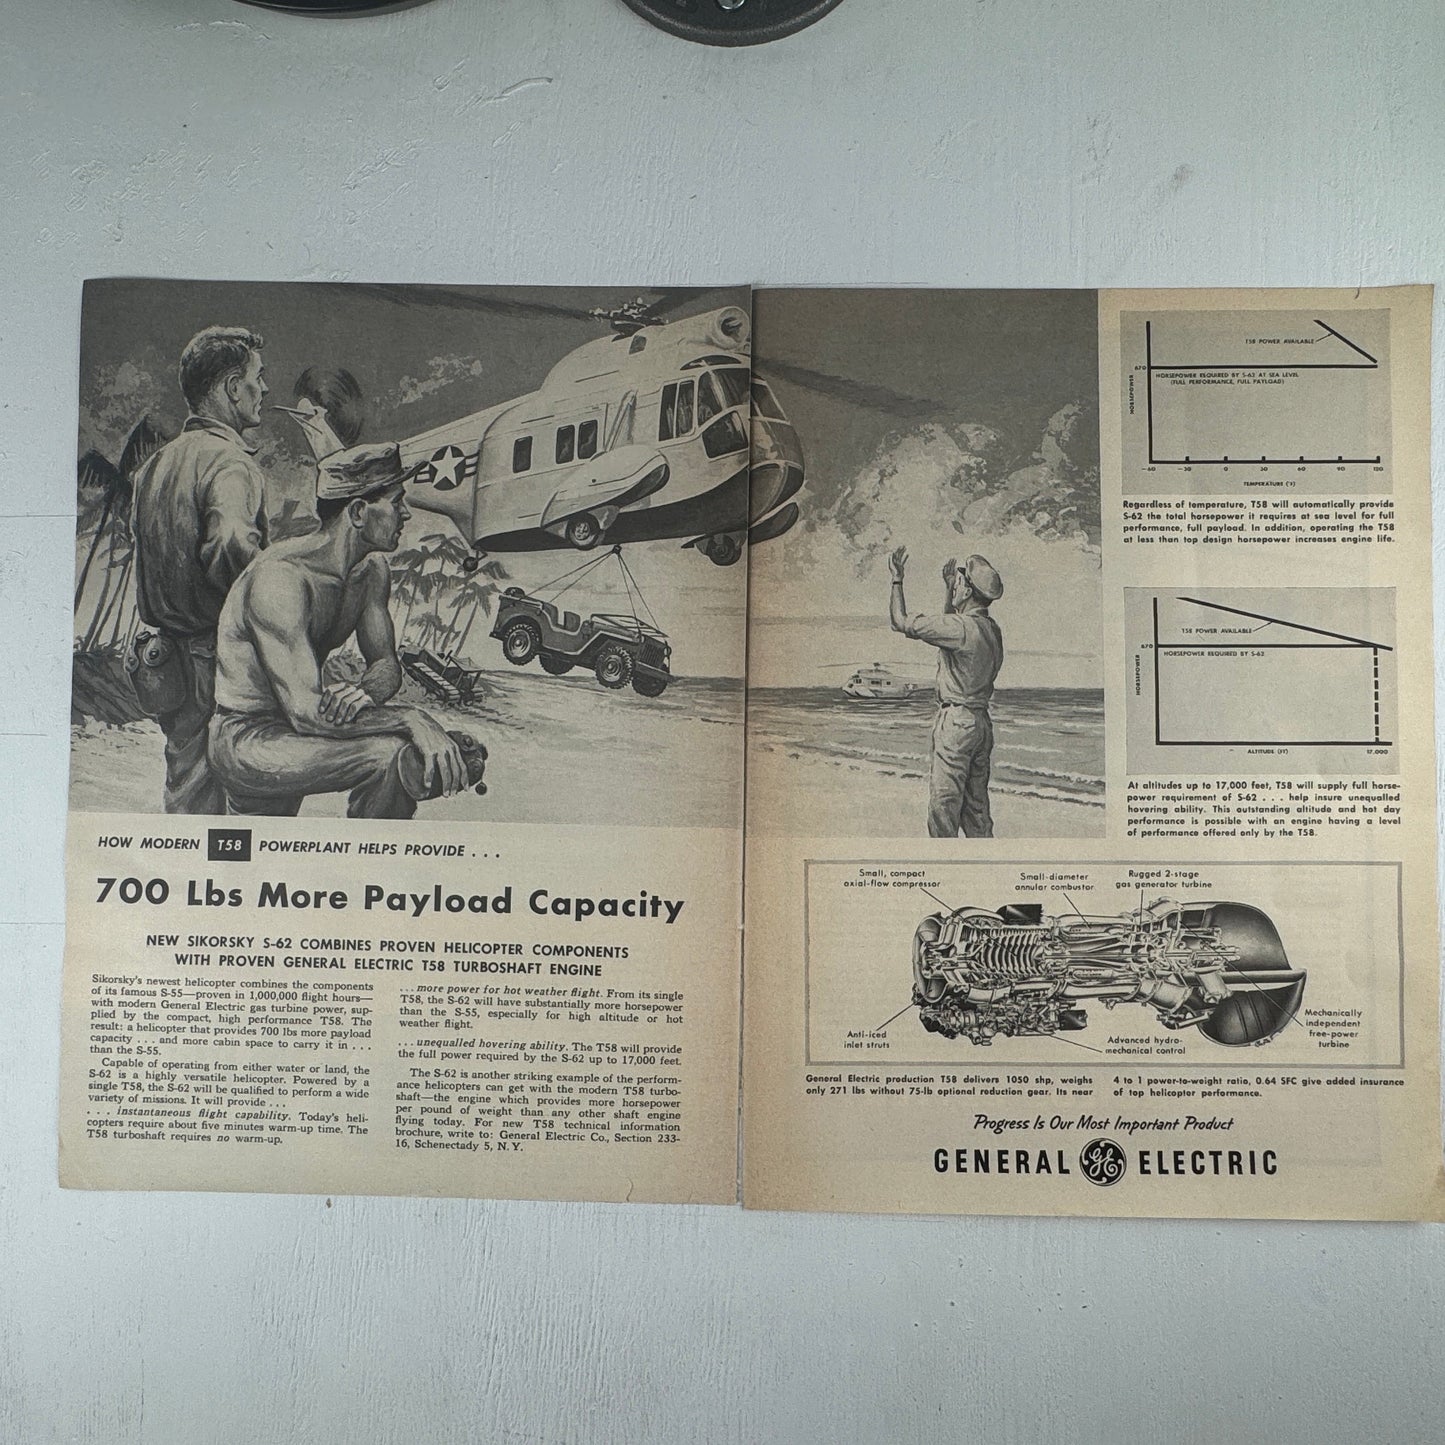 HOW MODERN T58 POWERPLANT HELPS PROVIDE . . .
700 Lbs More Payload Capacity
NEW SIKORSKY S-62 COMBINES PROVEN HELICOPTER COMPONENTS
WITH PROVEN GENERAL ELECTRIC T58 TURBOSHAFT ENGINE
Sikorsky's newest helicopter combines the components
of its famous S-55—proven in 1,000,000 flight hours—
with modern General Electric gas turbine power, sup-
plied by the compact, high performance T58. The
result: a helicopter that provides 700 lbs more payload
capacity . . . and more cabin space to carry it in . . .
than the S-55.
Capable of operating from either water or land, the
S-62 is a highly versatile helicopter. Powered by a
single T58, the S-62 will be qualified to perform a wide
variety of missions. It will provide . . .
. . . instantaneous flight capability. Today's heli-
copters require about five minutes warm-up time. The
T58 turboshaft requires no warm-up.
. . . more power for hot weather flight. From its single
T58, the S-62 will have substantially more horsepower
than the S-55, especially for high altitude or hot
weather flight.
. . . unequalled hovering ability. The T58 will provide
the full power required by the S-62 up to 17,000 feet.
The S-62 is another striking example of the perform-
ance helicopters can get with the modern T58 turbo-
shaft—the engine which provides more horsepower
per pound of weight than any other shaft engine
flying today. For new T58 technical information
brochure, write to: General Electric Co., Section 233-
16, Schenectady 5, N. Y.
T58 POWER AVAILABLE
670
HORSEPOWER REQUIRED BY S-62 AT SEA LEVEL
(FULL PERFORMANCE, FULL PAYLOAD)
HORSEPOWER
-60 -30 0 30 60 90 120
TEMPERATURE (°F)
Regardless of temperature, T58 will automatically provide
S-62 the total horsepower it requires at sea level for full
performance, full payload. In addition, operating the T58
at less than top design horsepower increases engine life.
T58 POWER AVAILABLE
670
HORSEPOWER REQUIRED BY S-62
HORSEPOWER
ALTITUDE (FT) 17,000
At altitudes up to 17,000 feet, T58 will supply full horse-
power requirement of S-62 . . . help insure unequalled
hovering ability. This outstanding altitude and hot day
performance is possible with an engine having a level
of performance offered only by the T58.
Small, compact
axial-flow compressor
Small-diameter
annular combustor
Rugged 2-stage
gas generator turbine
Anti-iced
inlet struts
Advanced hydro-
mechanical control
Mechanically
independent
free-power
turbine
General Electric production T58 delivers 1050 shp, weighs
only 271 lbs without 75-lb optional reduction gear. Its near
4 to 1 power-to-weight ratio, 0.64 SFC give added insurance
of top helicopter performance.
Progress Is Our Most Important Product
GENERAL GE ELECTRIC